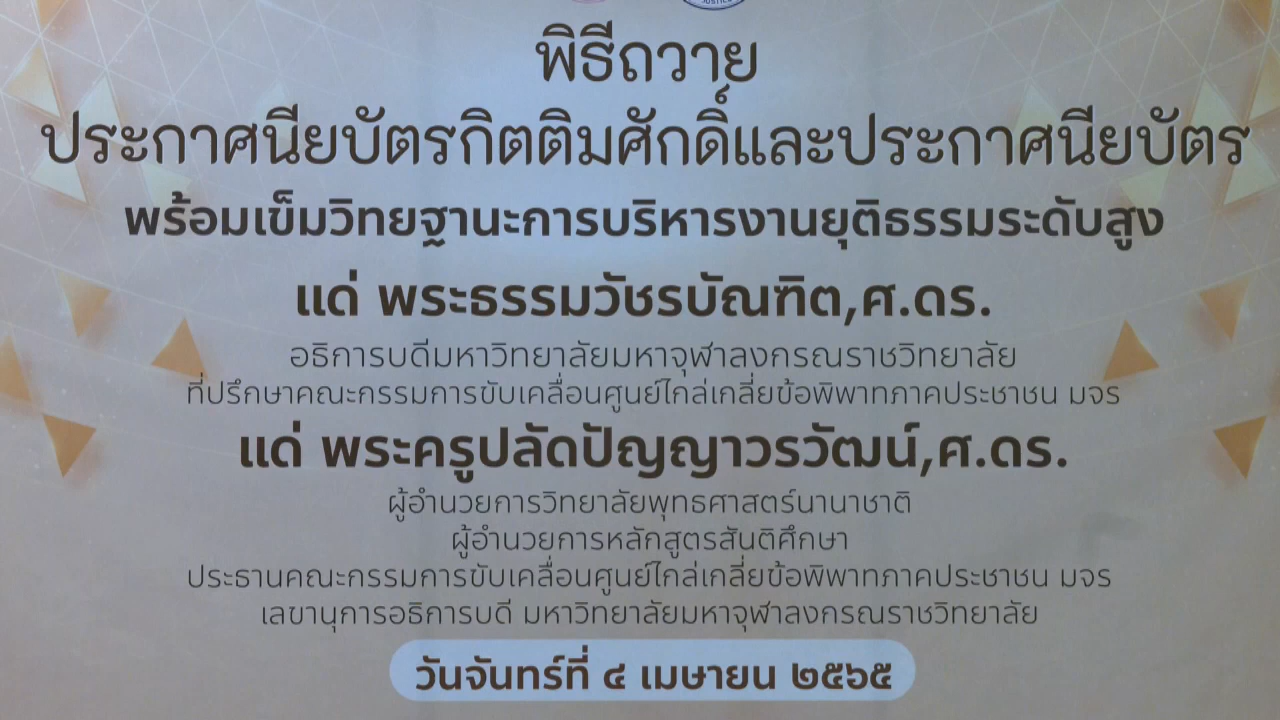 พิธีถวาย
ประกาศนียบัตรกิตติมศักดิ์และประกาศนียบัตร
พร้อมเข็มวิทยฐานะการบริหารงานยุติธรรมระดับสูง
แด่ พระธรรมวัชรบัณฑิต,ศ.ดร.
อธิการบดีมหาวิทยาลัยมหาจุฬาลงกรณราชวิทยาลัย
ที่ปรึกษาคณะกรรมการขับเคลื่อนศูนย์ไกล่เกลี่ยข้อพิพาทภาคประชาชน มจร
แด่ พระครูปลัดปัญญาวรวัฒน์,ศ.ดร.
ผู้อำนวยการวิทยาลัยพุทธศาสตร์นานาชาติ
ผู้อำนวยการหลักสูตรสันติศึกษา
ประธานคณะกรรมการขับเคลื่อนศูนย์ไกล่เกลี่ยข้อพิพาทภาคประชาชน มจร
เลขานุการอธิการบดี มหาวิทยาลัยมหาจุฬาลงกรณราชวิทยาลัย
วันจันทร์ที่ ๔ เมษายน ๒๕๖๕